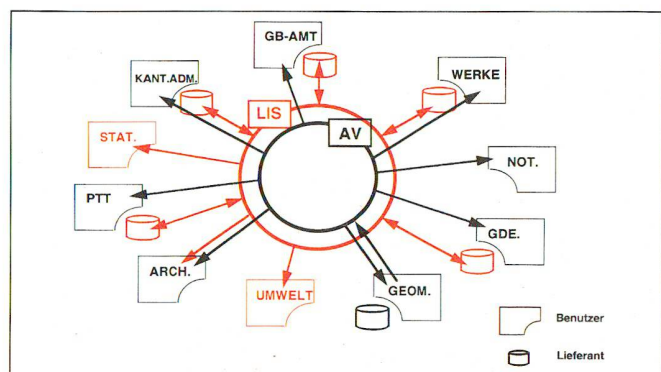 GB-AMT
KANT.ADM.
WERKE
LIS
AV
STAT.
NOT.
PTT
GDE.
ARCH.
UMWELT
GEOM.
Benutzer
Lieferant